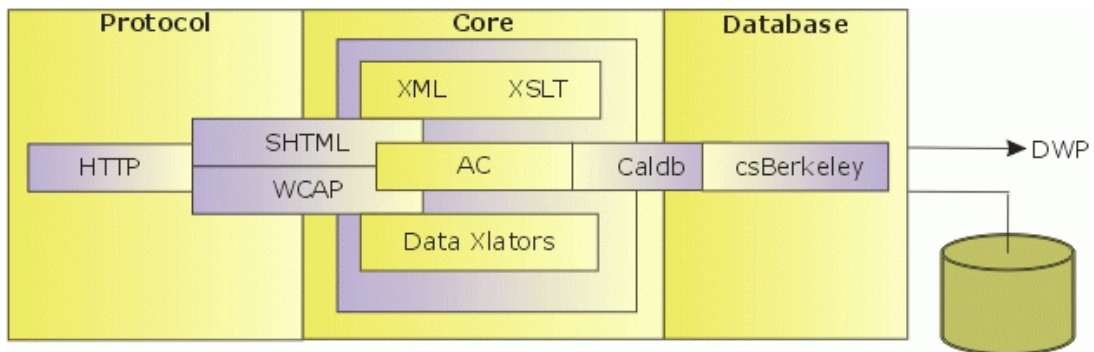 Protocol
Core
Database
XML XSLT
SHTML
HTTP
AC
Caldb
csBerkeley
DWP
WCAP
Data Xlators